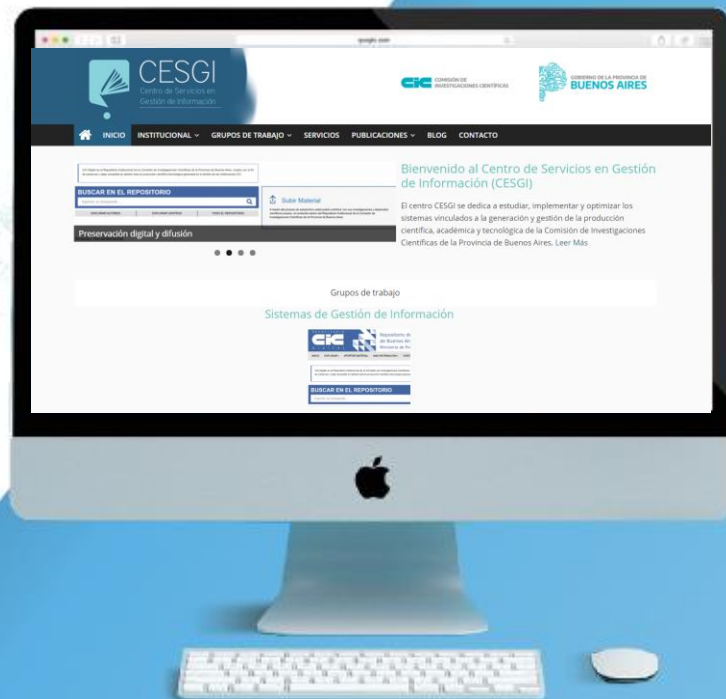 CESGI
Centro de Servicios en
Gestión de Información
CIC
COMISIÓN DE
INVESTIGACIONES CIENTÍFICAS
GOBIERNO DE LA PROVINCIA DE
BUENOS AIRES
INICIO INSTITUCIONAL GRUPOS DE TRABAJO SERVICIOS PUBLICACIONES BLOG CONTACTO
BUSCAR EN EL REPOSITORIO
Subir Material
Preservación digital y difusión
Bienvenido al Centro de Servicios en Gestión
de Información (CESGI)
El centro CESGI se dedica a estudiar, implementar y optimizar los
sistemas vinculados a la generación y gestión de la producción
científica, académica y tecnológica de la Comisión de Investigaciones
Científicas de la Provincia de Buenos Aires. Leer Más
Grupos de trabajo
Sistemas de Gestión de Información
CIC
BUSCAR EN EL REPOSITORIO